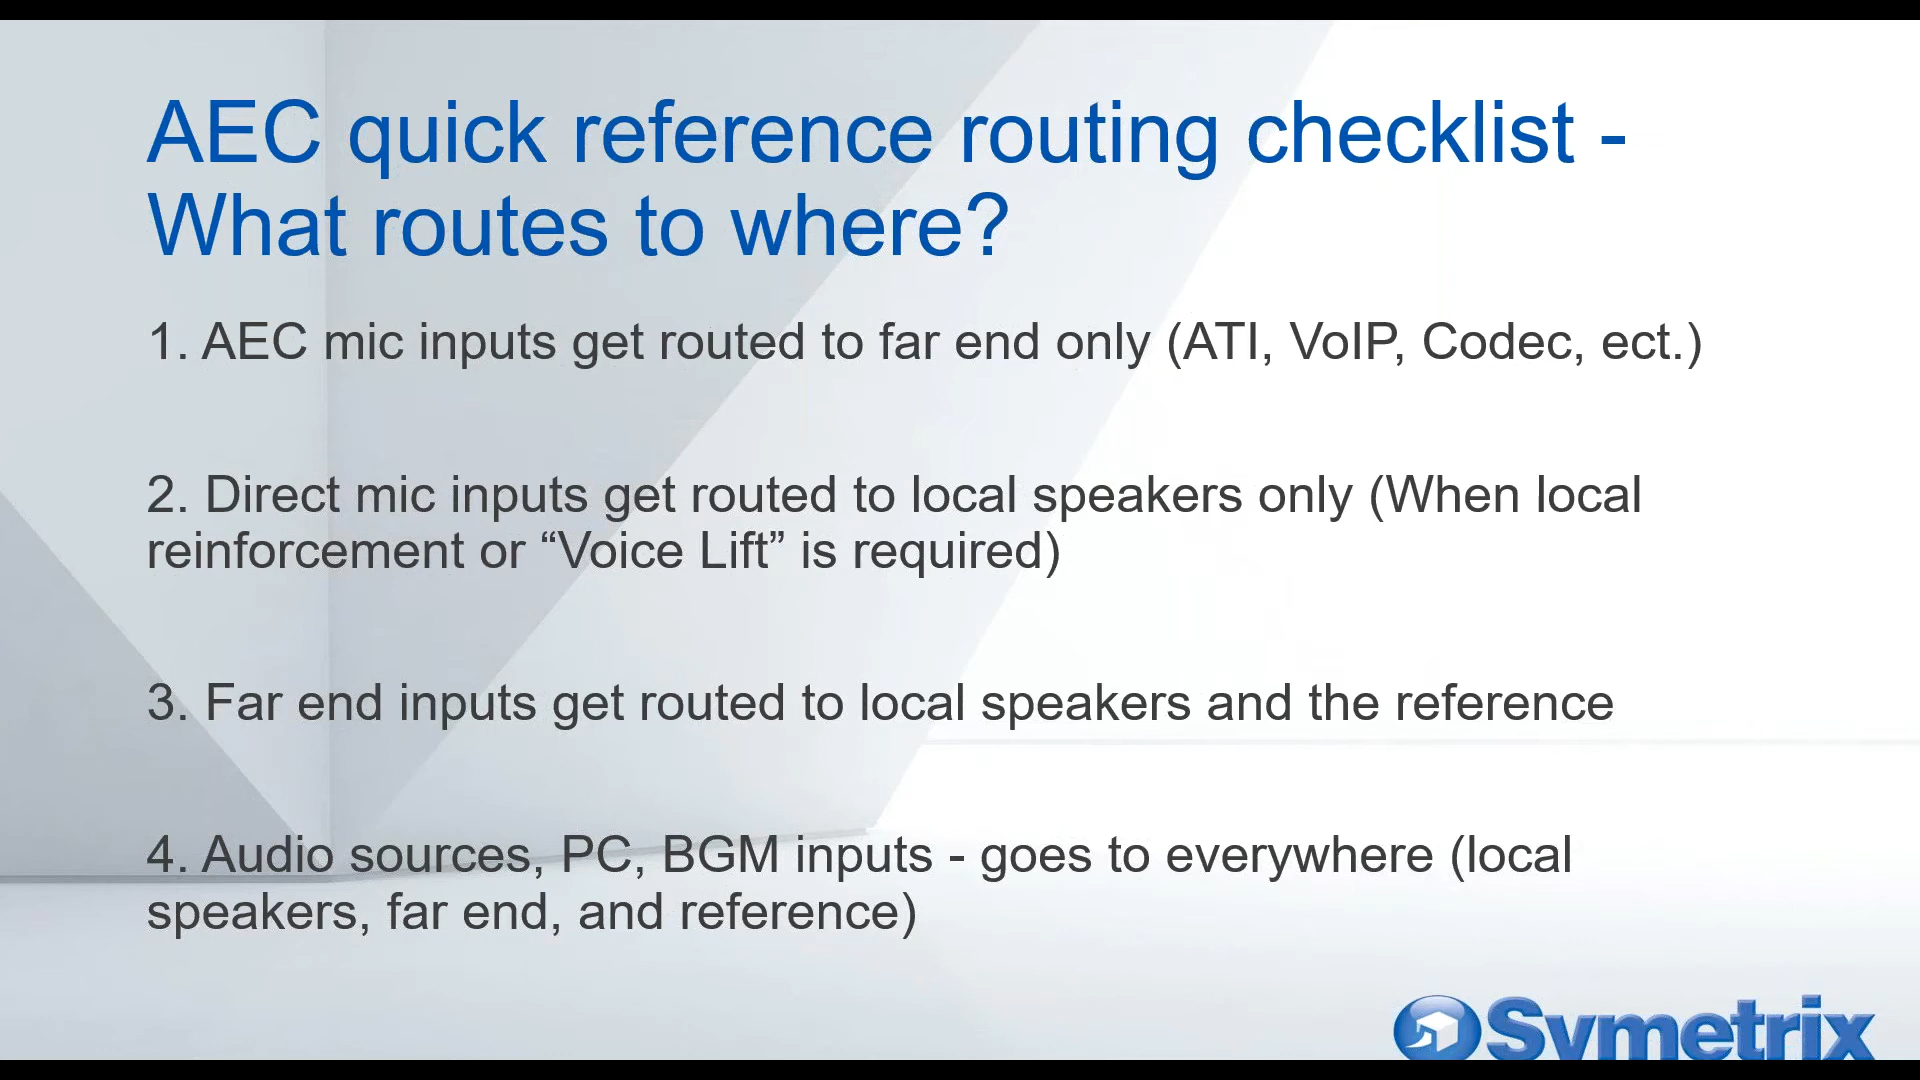 AEC quick reference routing checklist -
What routes to where?
1. AEC mic inputs get routed to far end only (ATI, VoIP, Codec, ect.)
2. Direct mic inputs get routed to local speakers only (When local
reinforcement or “Voice Lift” is required)
3. Far end inputs get routed to local speakers and the reference
4. Audio sources, PC, BGM inputs - goes to everywhere (local
speakers, far end, and reference)
Symetrix